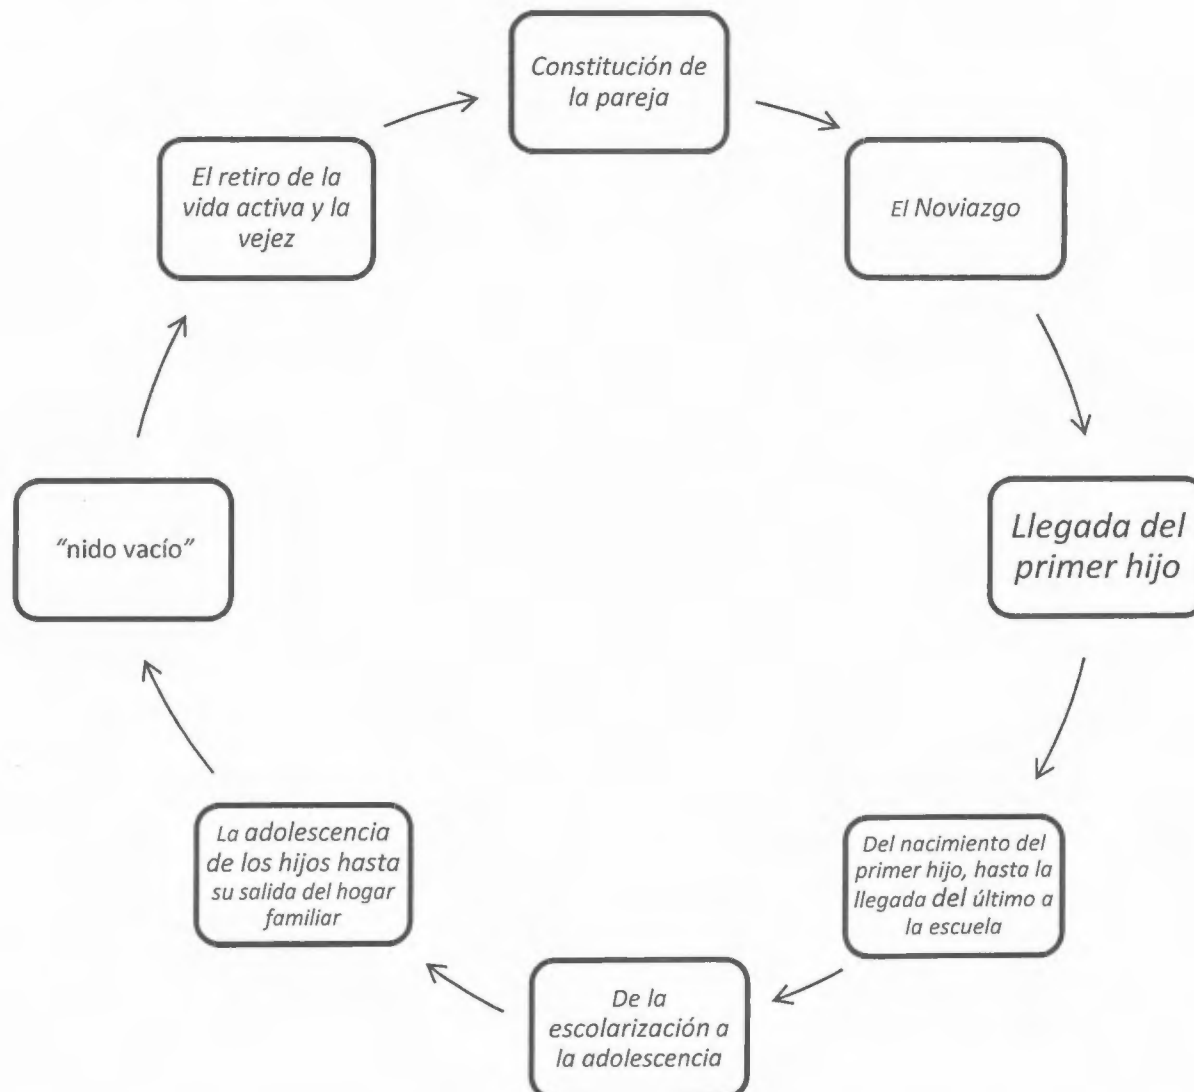 Constitución de
la pareja
El Noviazgo
Llegada del
primer hijo
Del nacimiento del
primer hijo, hasta la
llegada del último a
la escuela
De la
escolarización a
la adolescencia
La adolescencia
de los hijos hasta
su salida del hogar
familiar
"nido vacío"
El retiro de la
vida activa y la
vejez